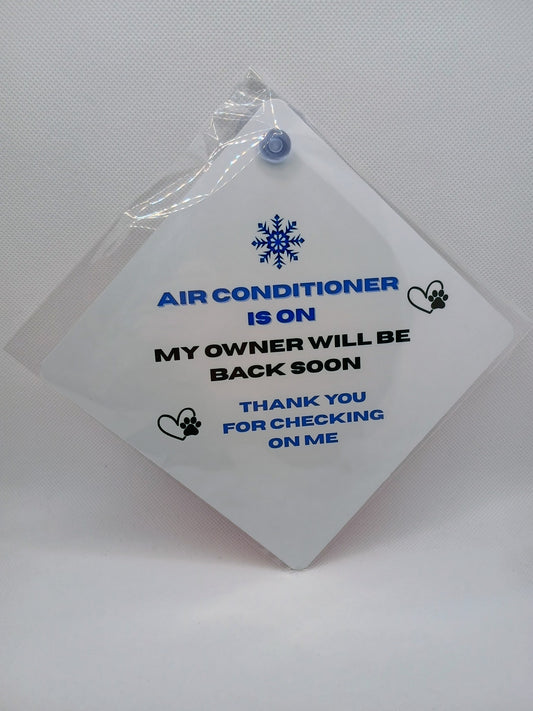 AIR CONDITIONER
IS ON
MY OWNER WILL BE
BACK SOON
THANK YOU
FOR CHECKING
ON ME